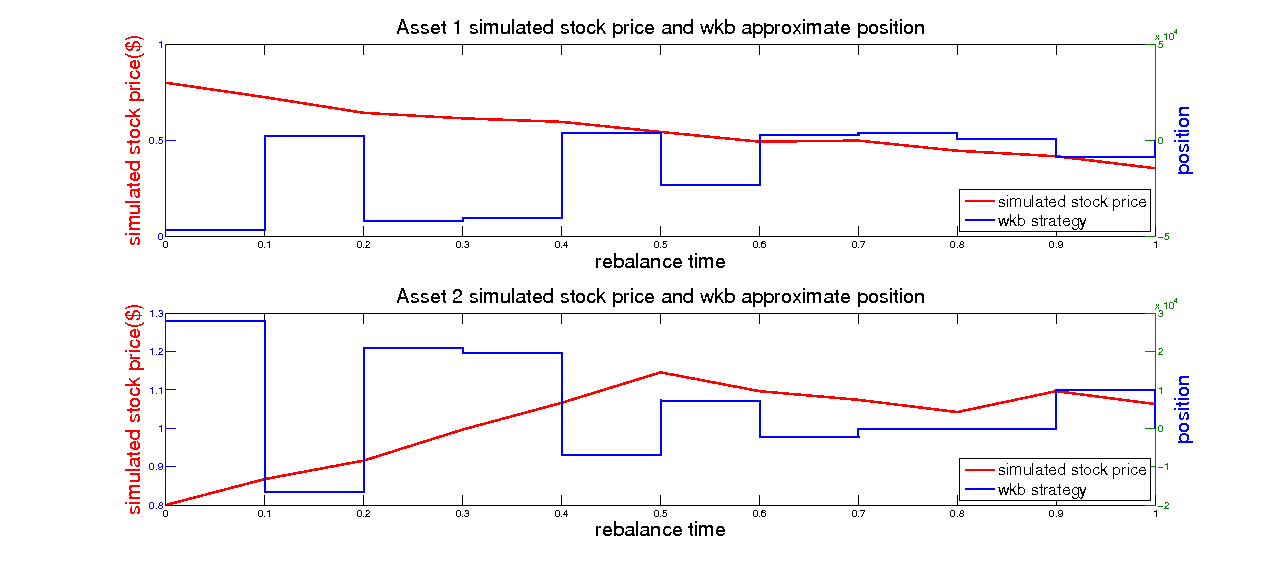 Asset 1 simulated stock price and wkb approximate position
simulated stock price($)
1
0.5
0
x 10^4
5
0
-5
position
simulated stock price
wkb strategy
0 0.1 0.2 0.3 0.4 0.5 0.6 0.7 0.8 0.9 1
rebalance time
Asset 2 simulated stock price and wkb approximate position
simulated stock price($)
1.3
1.2
1.1
1
0.9
0.8
x 10^4
3
2
1
0
-1
-2
position
simulated stock price
wkb strategy
0 0.1 0.2 0.3 0.4 0.5 0.6 0.7 0.8 0.9 1
rebalance time